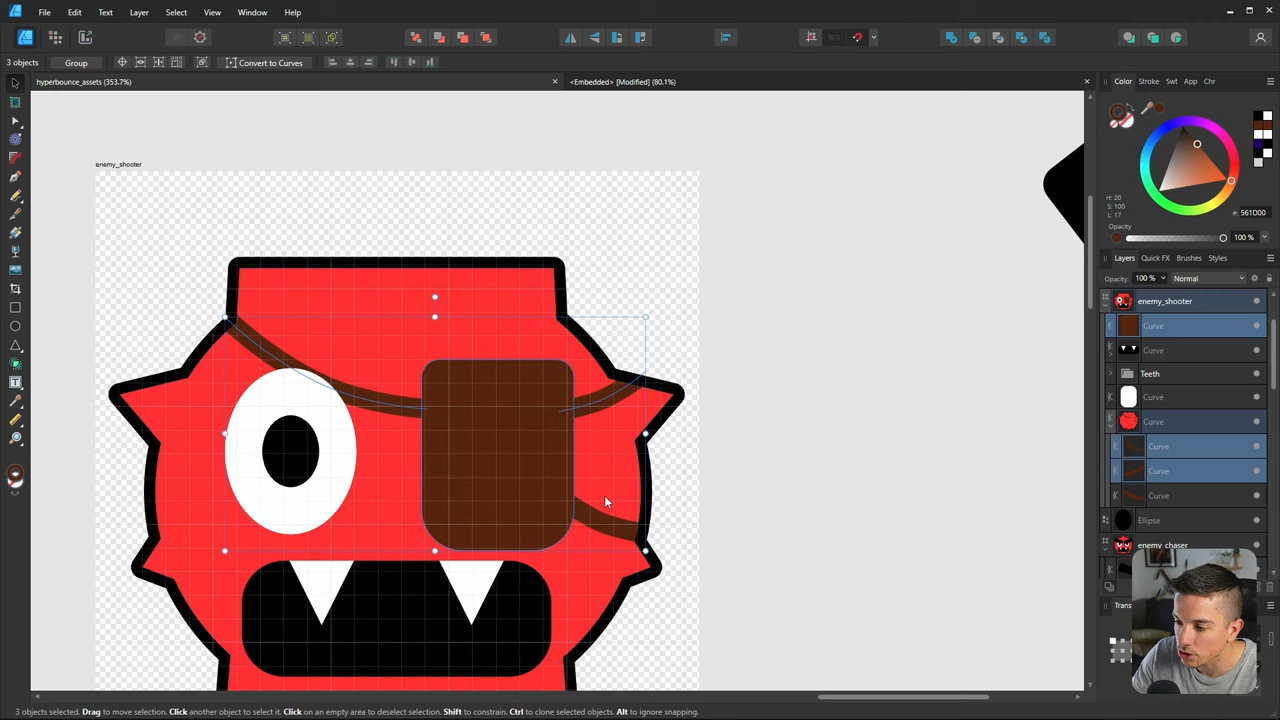 File Edit Text Layer Select View Window Help
3 objects Group Convert to Curves
hyperbounce_assets (353.7%) × <Embedded> [Modified] (80.1%) ×
enemy_shooter
Color Stroke Swt App Chr
H: 20
S: 100
L: 17
#: 561D00
Opacity
100 %
Layers Quick FX Brushes Styles
Opacity: 100 % Normal
enemy_shooter
Curve
Curve
Teeth
Curve
Curve
Curve
Curve
Curve
Ellipse
enemy_chaser
3 objects selected. Drag to move selection. Click another object to select it. Click on an empty area to deselect selection. Shift to constrain. Ctrl to clone selected objects. Alt to ignore snapping.